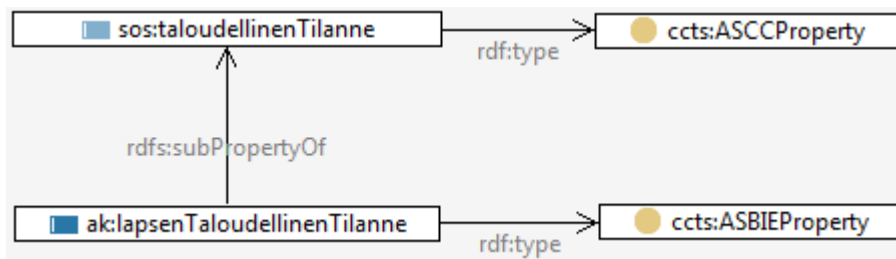 sos:taloudellinenTilanne
ccts:ASCCProperty
rdf:type
rdfs:subPropertyOf
ak:lapsenTaloudellinenTilanne
ccts:ASBIEProperty
rdf:type